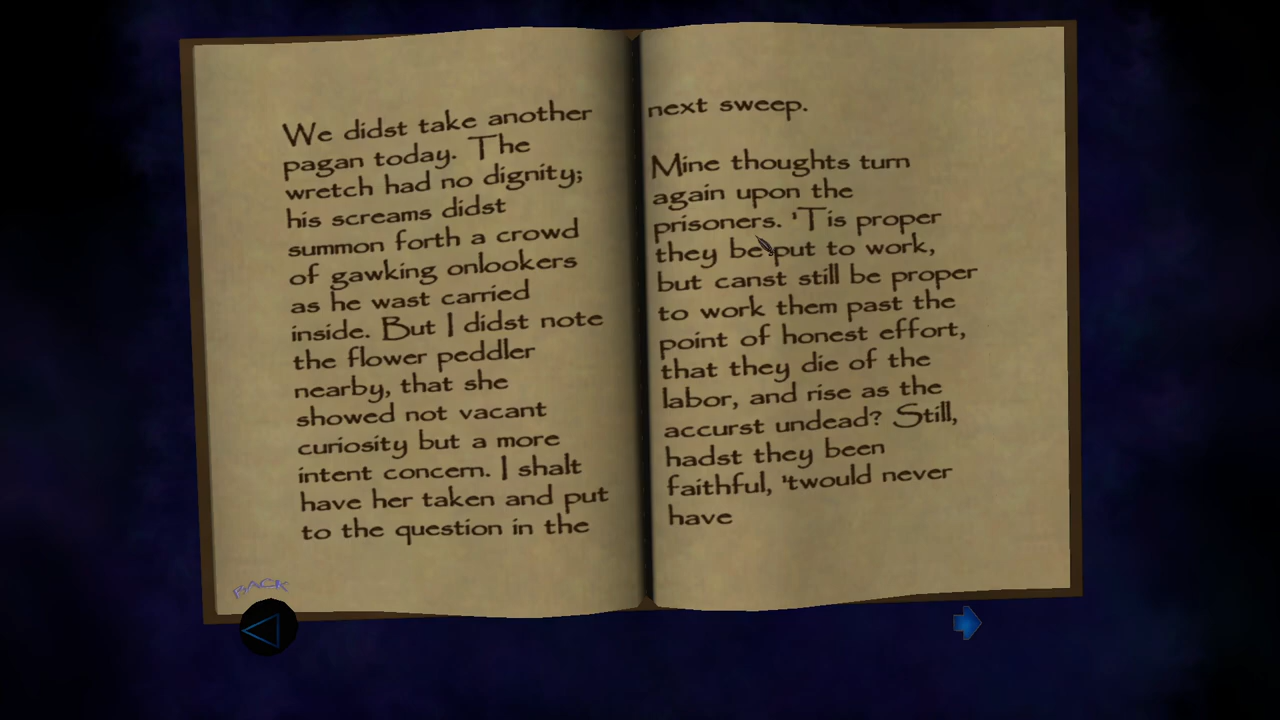 We didst take another
pagan today. The
wretch had no dignity;
his screams didst
summon forth a crowd
of gawking onlookers
as he wast carried
inside. But I didst note
the flower peddler
nearby, that she
showed not vacant
curiosity but a more
intent concern. I shalt
have her taken and put
to the question in the
next sweep.
Mine thoughts turn
again upon the
prisoners. 'Tis proper
they be put to work,
but canst still be proper
to work them past the
point of honest effort,
that they die of the
labor, and rise as the
accurst undead? Still,
hadst they been
faithful, 'twould never
have
BACK